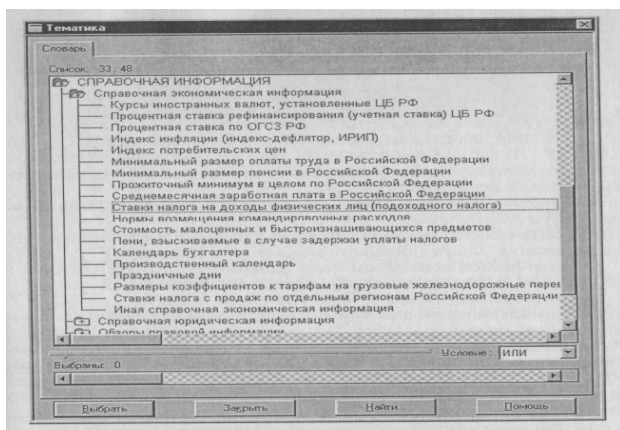 Тематика
Словарь
Список: 33.48
СПРАВОЧНАЯ ИНФОРМАЦИЯ
Справочная экономическая информация
Курсы иностранных валют, установленные ЦБ РФ
Процентная ставка рефинансирования (учетная ставка) ЦБ РФ
Процентная ставка по ОГСЗ РФ
Индекс инфляции (индекс-дефлятор, ИРИП)
Индекс потребительских цен
Минимальный размер оплаты труда в Российской Федерации
Минимальный размер пенсии в Российской Федерации
Прожиточный минимум в целом по Российской Федерации
Среднемесячная заработная плата в Российской Федерации
Ставки налога на доходы физических лиц (подоходного налога)
Нормы возмещения командировочных расходов
Стоимость малоценных и быстроизнашивающихся предметов
Пени, взыскиваемые в случае задержки уплаты налогов
Календарь бухгалтера
Производственный календарь
Праздничные дни
Размеры коэффициентов к тарифам на грузовые железнодорожные перев
Ставки налога с продаж по отдельным регионам Российской Федерации
Иная справочная экономическая информация
Справочная юридическая информация
Обзоры правовой информации
Условие: ИЛИ
Выбраны: 0
Выбрать Закрыть Найти... Помощь